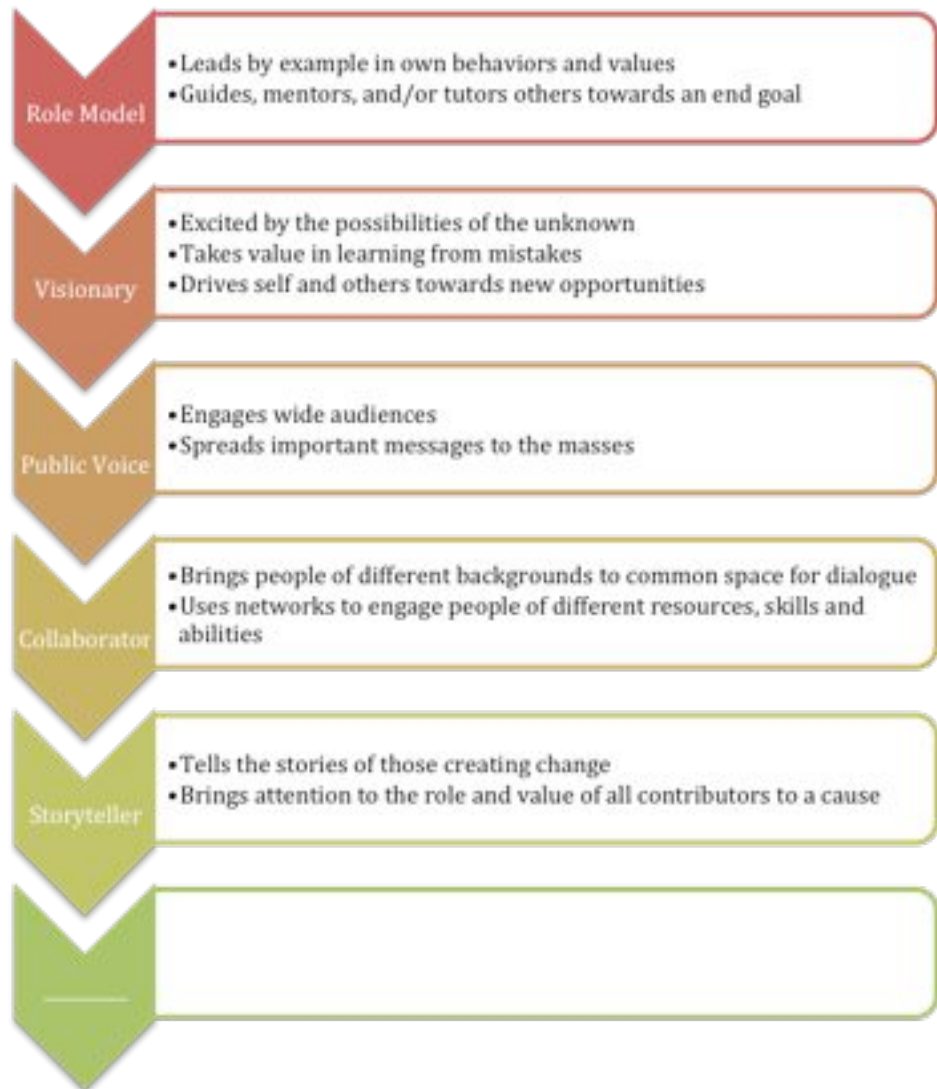 Role Model
•Leads by example in own behaviors and values
•Guides, mentors, and/or tutors others towards an end goal
Visionary
•Excited by the possibilities of the unknown
•Takes value in learning from mistakes
•Drives self and others towards new opportunities
Public Voice
•Engages wide audiences
•Spreads important messages to the masses
Collaborator
•Brings people of different backgrounds to common space for dialogue
•Uses networks to engage people of different resources, skills and
abilities
Storyteller
•Tells the stories of those creating change
•Brings attention to the role and value of all contributors to a cause
________